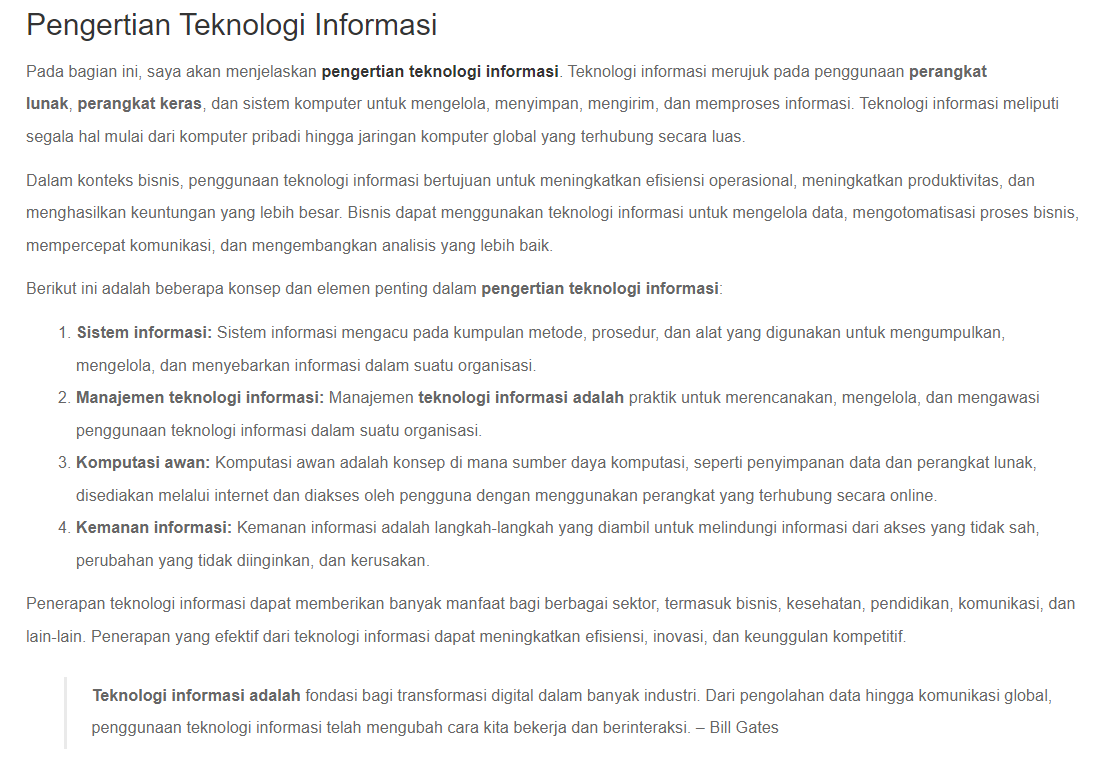 Pengertian Teknologi Informasi
Pada bagian ini, saya akan menjelaskan pengertian teknologi informasi. Teknologi informasi merujuk pada penggunaan perangkat
lunak, perangkat keras, dan sistem komputer untuk mengelola, menyimpan, mengirim, dan memproses informasi. Teknologi informasi meliputi
segala hal mulai dari komputer pribadi hingga jaringan komputer global yang terhubung secara luas.
Dalam konteks bisnis, penggunaan teknologi informasi bertujuan untuk meningkatkan efisiensi operasional, meningkatkan produktivitas, dan
menghasilkan keuntungan yang lebih besar. Bisnis dapat menggunakan teknologi informasi untuk mengelola data, mengotomatisasi proses bisnis,
mempercepat komunikasi, dan mengembangkan analisis yang lebih baik.
Berikut ini adalah beberapa konsep dan elemen penting dalam pengertian teknologi informasi:
1. Sistem informasi: Sistem informasi mengacu pada kumpulan metode, prosedur, dan alat yang digunakan untuk mengumpulkan,
mengelola, dan menyebarkan informasi dalam suatu organisasi.
2. Manajemen teknologi informasi: Manajemen teknologi informasi adalah praktik untuk merencanakan, mengelola, dan mengawasi
penggunaan teknologi informasi dalam suatu organisasi.
3. Komputasi awan: Komputasi awan adalah konsep di mana sumber daya komputasi, seperti penyimpanan data dan perangkat lunak,
disediakan melalui internet dan diakses oleh pengguna dengan menggunakan perangkat yang terhubung secara online.
4. Kemanan informasi: Kemanan informasi adalah langkah-langkah yang diambil untuk melindungi informasi dari akses yang tidak sah,
perubahan yang tidak diinginkan, dan kerusakan.
Penerapan teknologi informasi dapat memberikan banyak manfaat bagi berbagai sektor, termasuk bisnis, kesehatan, pendidikan, komunikasi, dan
lain-lain. Penerapan yang efektif dari teknologi informasi dapat meningkatkan efisiensi, inovasi, dan keunggulan kompetitif.
Teknologi informasi adalah fondasi bagi transformasi digital dalam banyak industri. Dari pengolahan data hingga komunikasi global,
penggunaan teknologi informasi telah mengubah cara kita bekerja dan berinteraksi. – Bill Gates